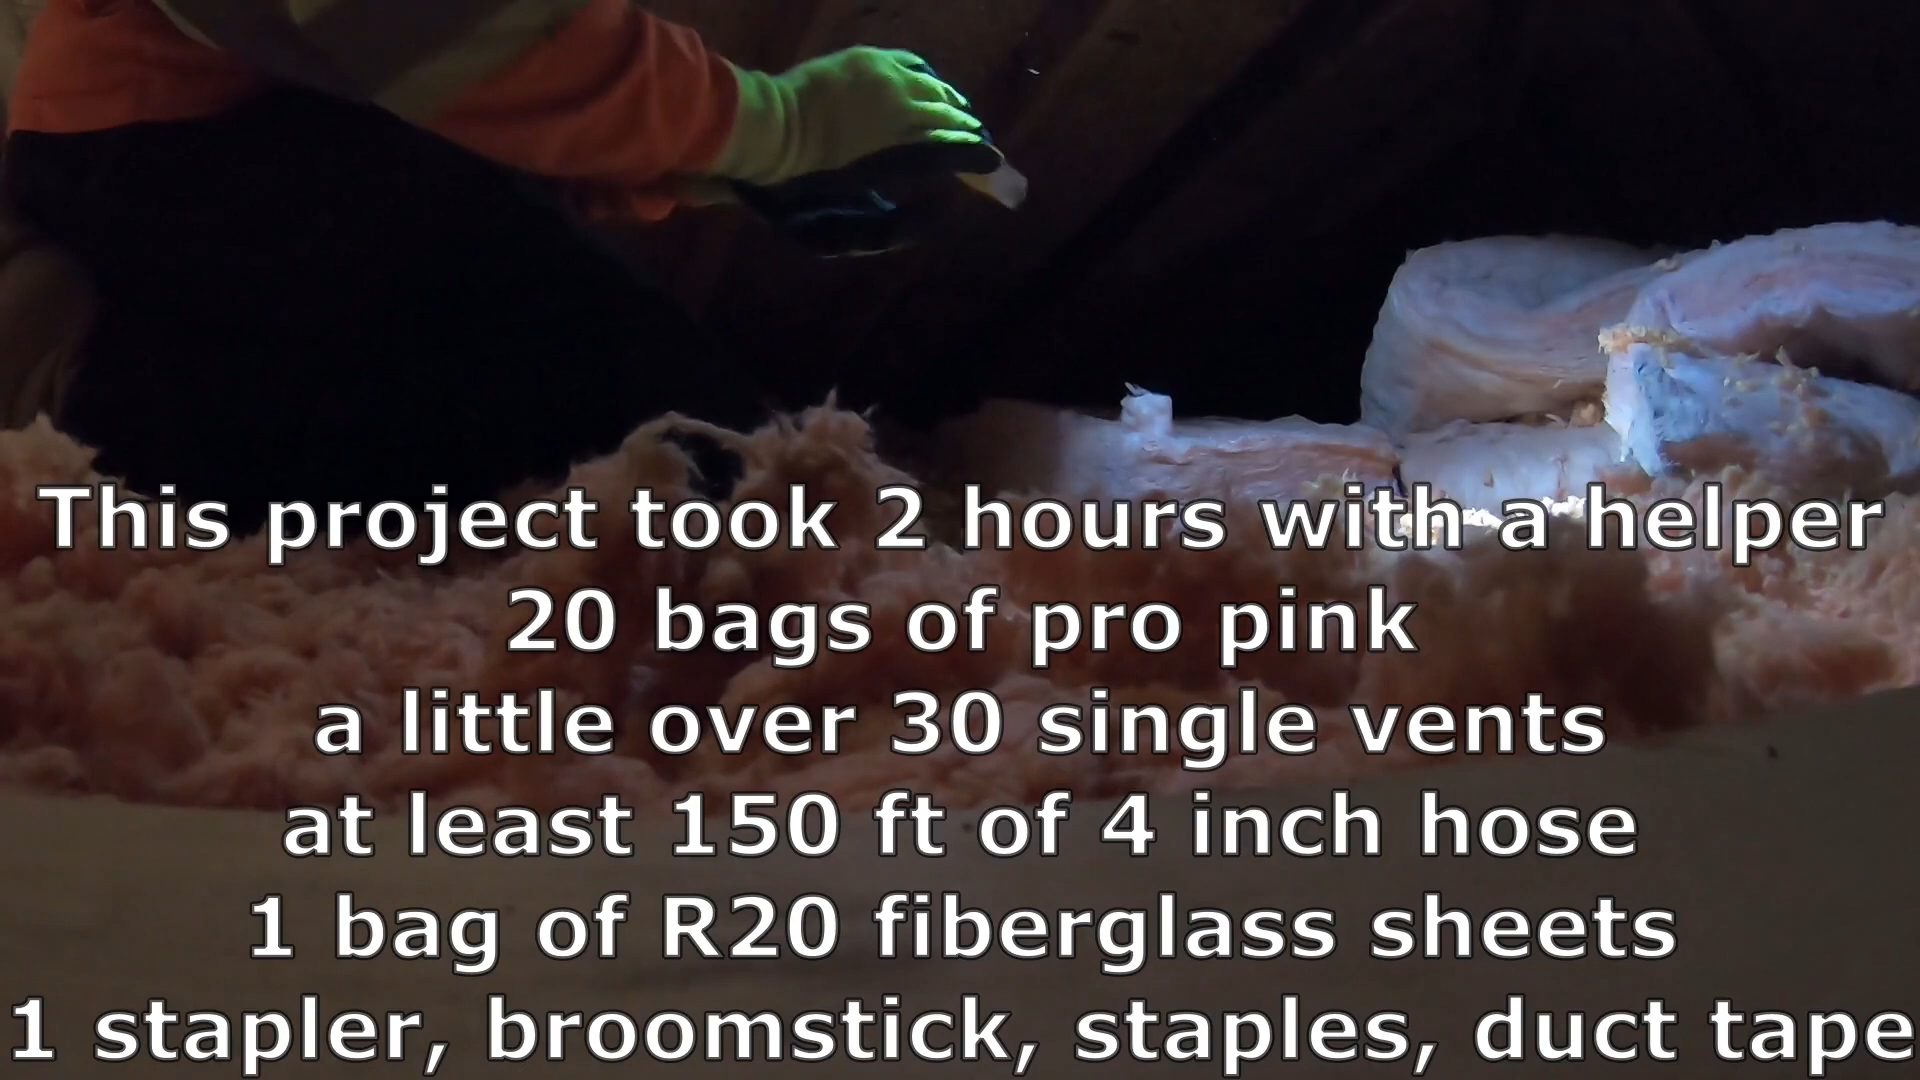 This project took 2 hours with a helper
20 bags of pro pink
a little over 30 single vents
at least 150 ft of 4 inch hose
1 bag of R20 fiberglass sheets
1 stapler, broomstick, staples, duct tape